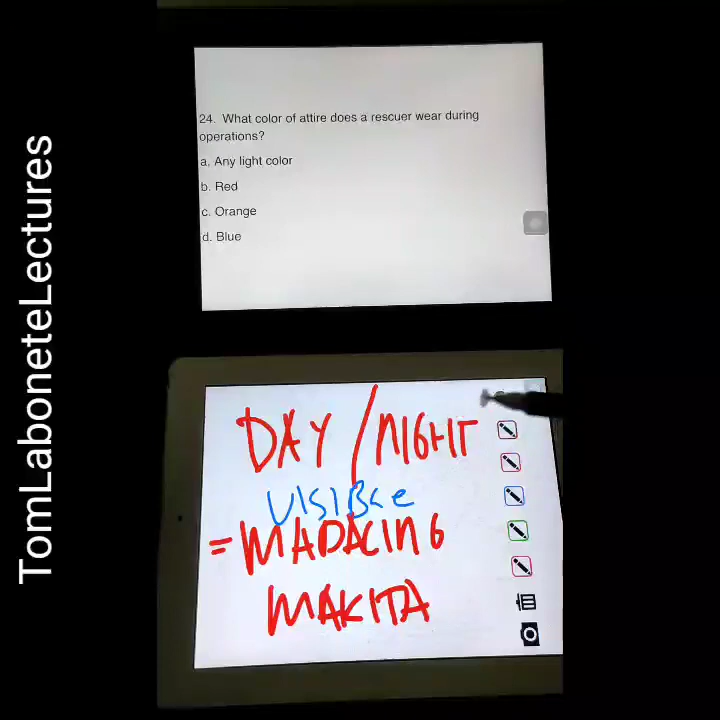 TomLaboneteLectures
24. What color of attire does a rescuer wear during
operations?
a. Any light color
b. Red
c. Orange
d. Blue
DAY / NIGHT
VISIBLE
= MADALING
MAKITA